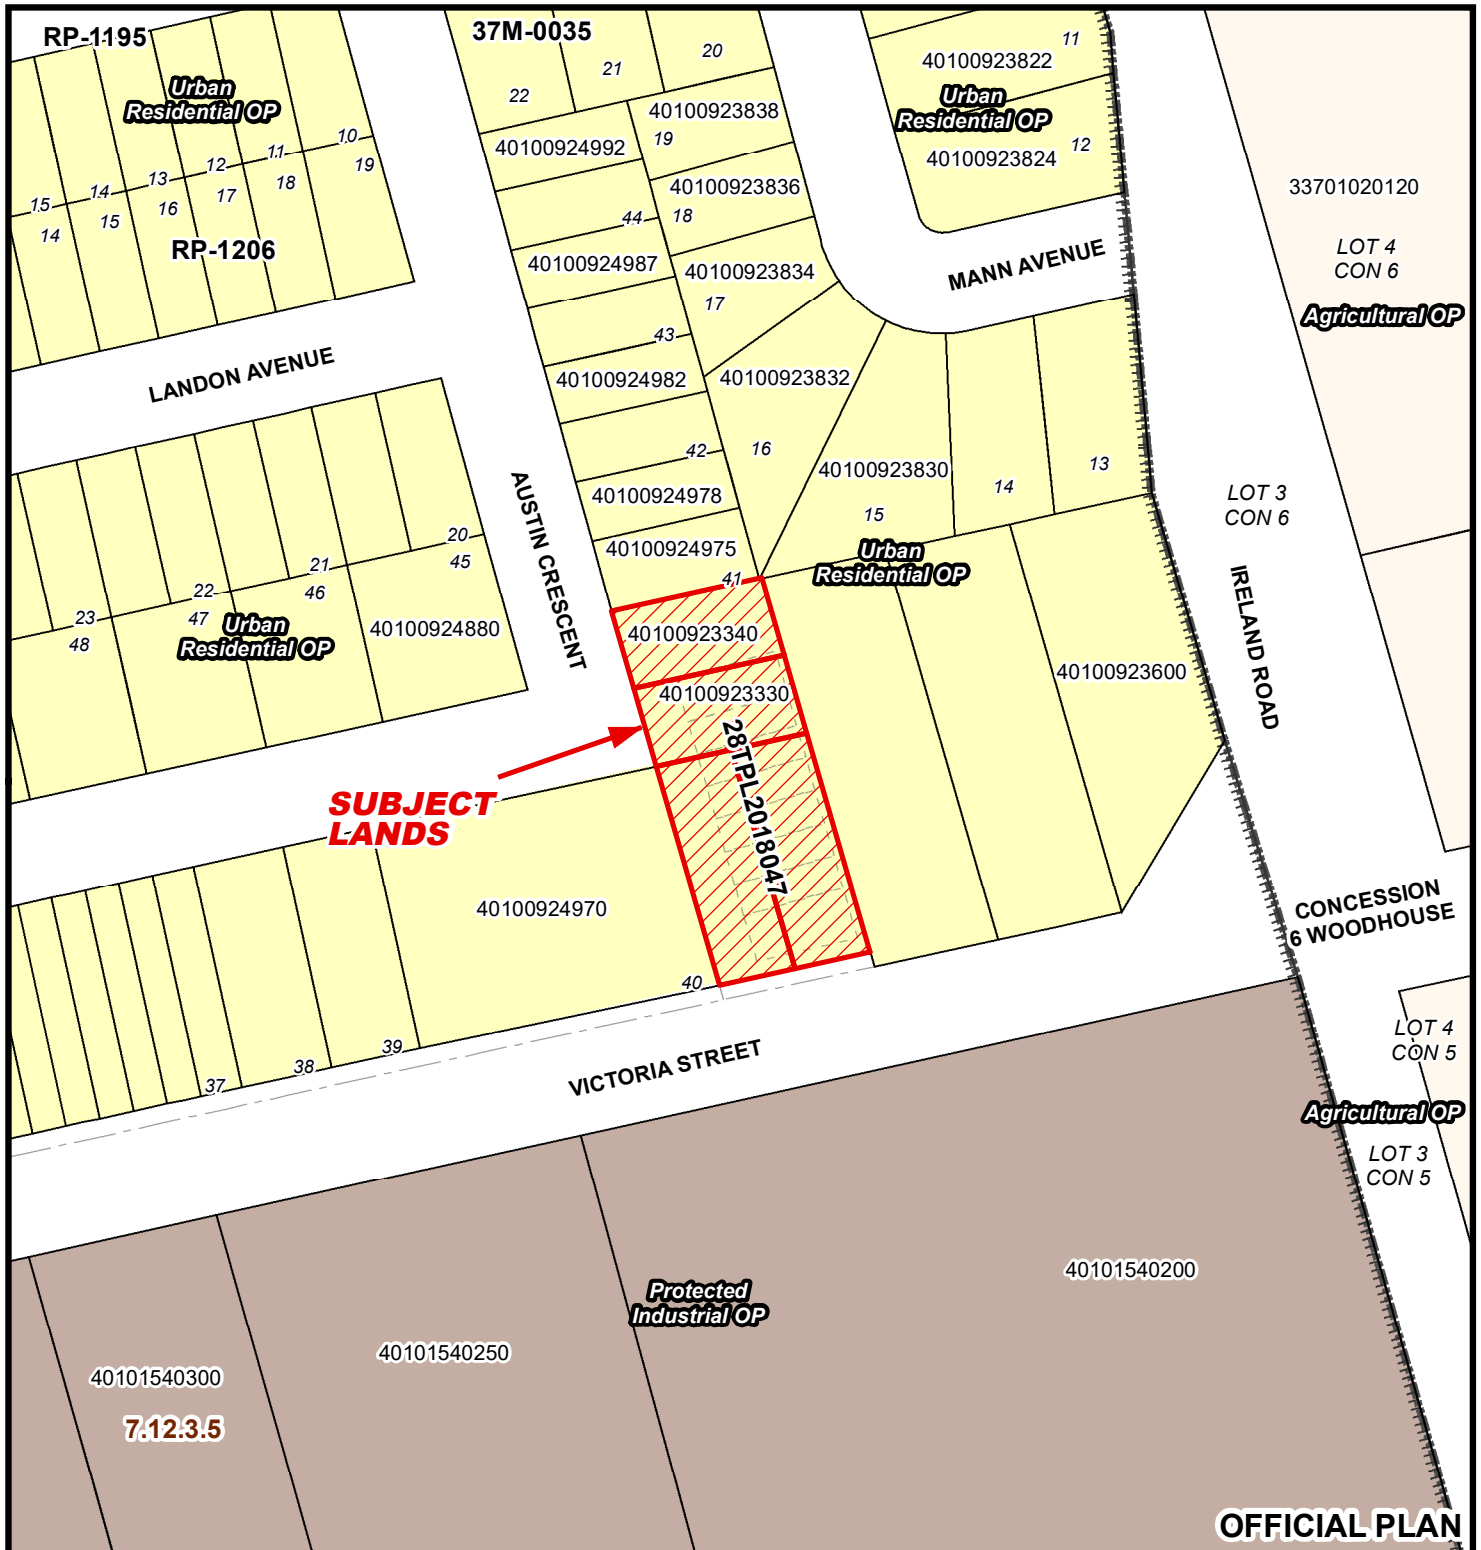 RP-1195
37M-0035
Urban
Residential OP
20
21
22
11
40100923822
Urban
Residential OP
40100923824
12
40100923838
19
40100924992
10
19
11
18
12
17
13
16
14
15
15
14
RP-1206
40100923836
18
44
33701020120
LOT 4
CON 6
Agricultural OP
40100924987
40100923834
17
MANN AVENUE
43
LANDON AVENUE
40100924982
40100923832
42
16
40100923830
15
14
13
40100924978
LOT 3
CON 6
AUSTIN CRESCENT
40100924975
41
Urban
Residential OP
20
45
21
46
22
47
23
48
Urban
Residential OP
40100924880
40100923340
40100923330
28TPL2018047
40100923600
IRELAND ROAD
SUBJECT
LANDS
40100924970
CONCESSION
6 WOODHOUSE
40
39
38
37
VICTORIA STREET
LOT 4
CON 5
Agricultural OP
LOT 3
CON 5
40101540200
Protected
Industrial OP
40101540250
40101540300
7.12.3.5
OFFICIAL PLAN